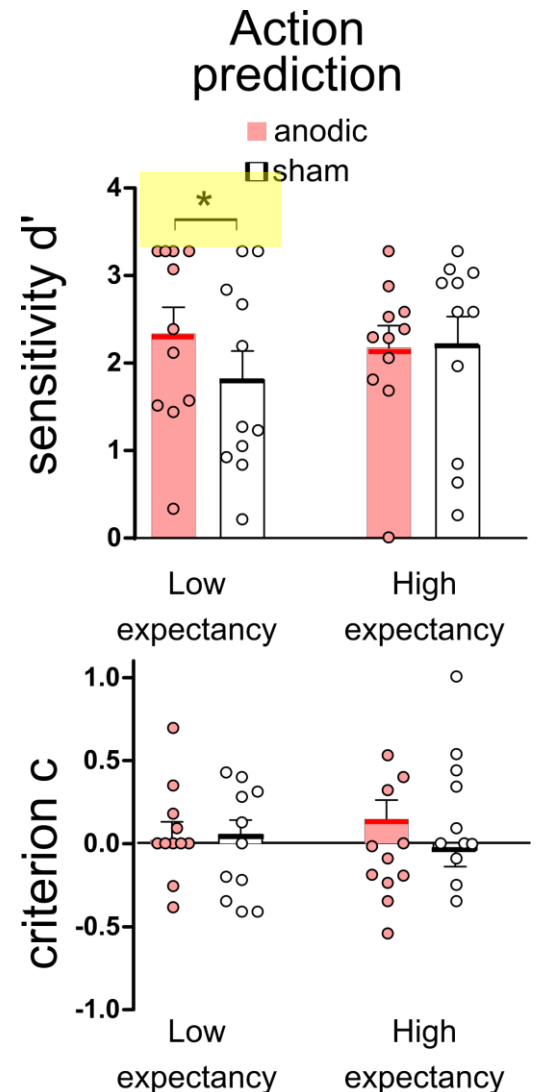 Action
prediction
anodic
sham
sensitivity d'
4
*
3
2
1
0
Low
expectancy
High
expectancy
criterion c
1.0
0.5
0.0
-0.5
-1.0
Low
expectancy
High
expectancy